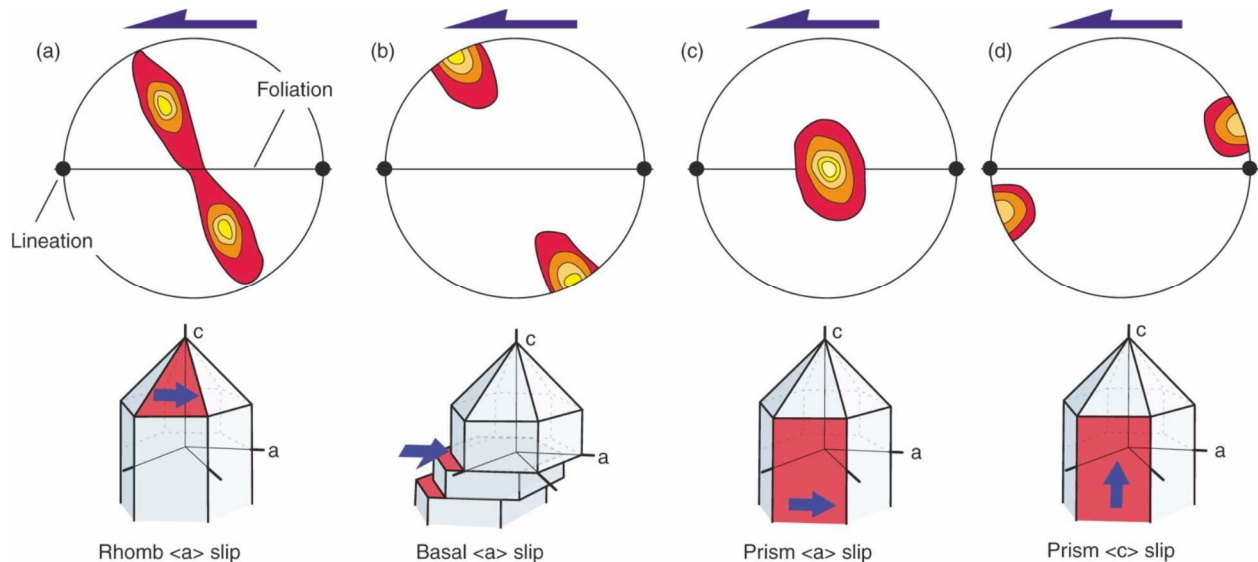 (a)
Foliation
Lineation
(b)
(c)
(d)
c
a
Rhomb <a> slip
c
a
Basal <a> slip
c
a
Prism <a> slip
c
a
Prism <c> slip